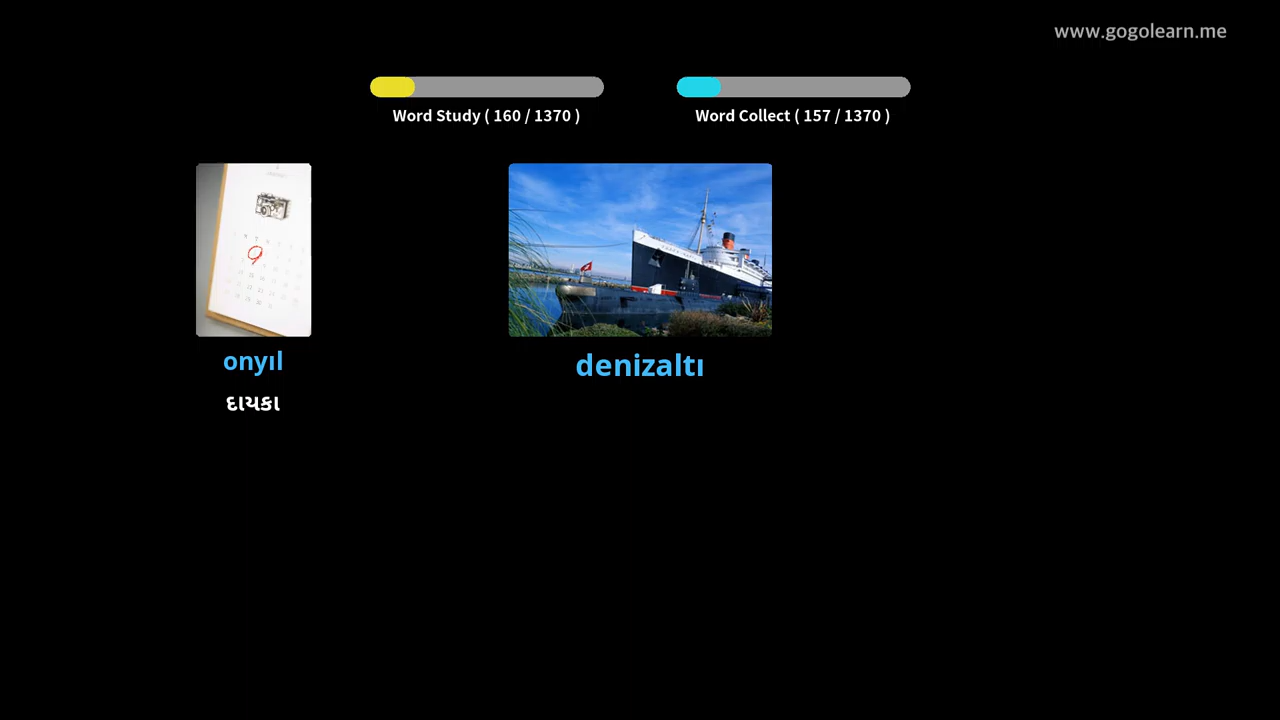 www.gogolearn.me
Word Study ( 160 / 1370 )
Word Collect ( 157 / 1370 )
onyıl
દાયકા
denizaltı